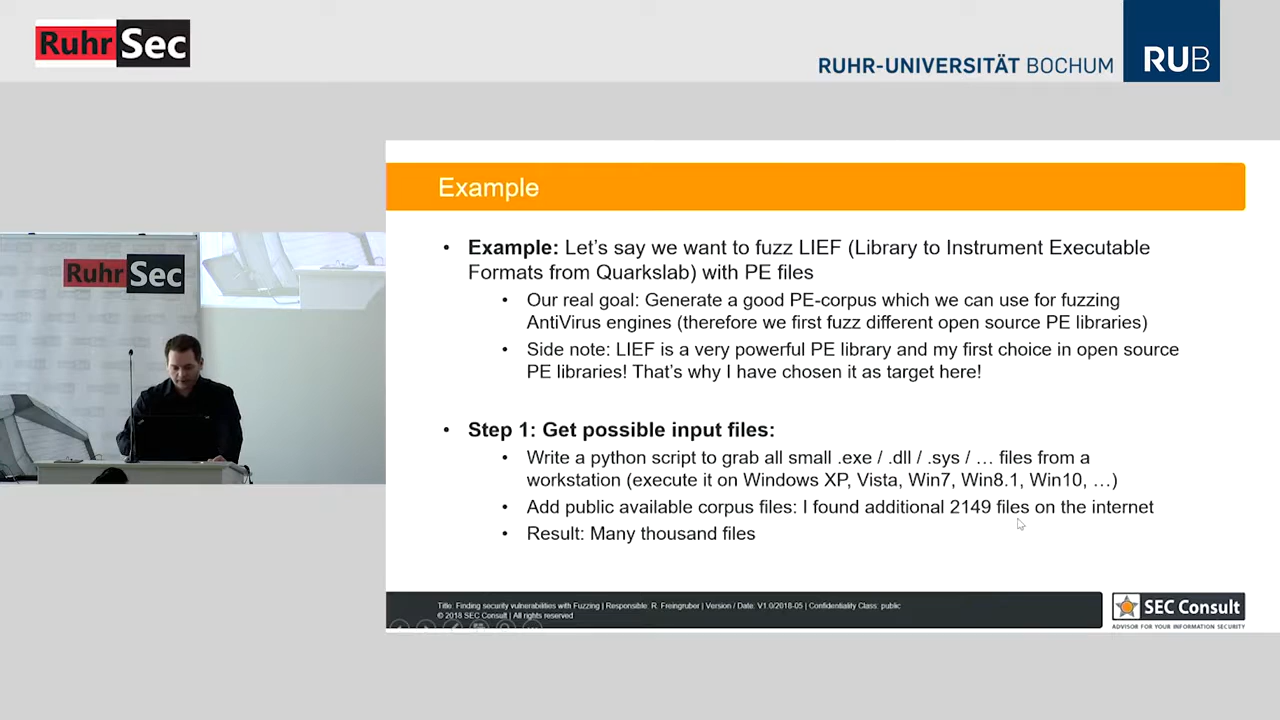 RuhrSec
RUHR-UNIVERSITÄT BOCHUM
RUB
RuhrSec
Example
• Example: Let's say we want to fuzz LIEF (Library to Instrument Executable
Formats from Quarkslab) with PE files
• Our real goal: Generate a good PE-corpus which we can use for fuzzing
AntiVirus engines (therefore we first fuzz different open source PE libraries)
• Side note: LIEF is a very powerful PE library and my first choice in open source
PE libraries! That's why I have chosen it as target here!
• Step 1: Get possible input files:
• Write a python script to grab all small .exe / .dll / .sys / … files from a
workstation (execute it on Windows XP, Vista, Win7, Win8.1, Win10, …)
• Add public available corpus files: I found additional 2149 files on the internet
• Result: Many thousand files
Title: Finding security vulnerabilities with Fuzzing | Responsible: R. Freingruber | Version / Date: V1.0/2018-05 | Confidentiality Class: public
© 2018 SEC Consult | All rights reserved
SEC Consult
ADVISOR FOR YOUR INFORMATION SECURITY